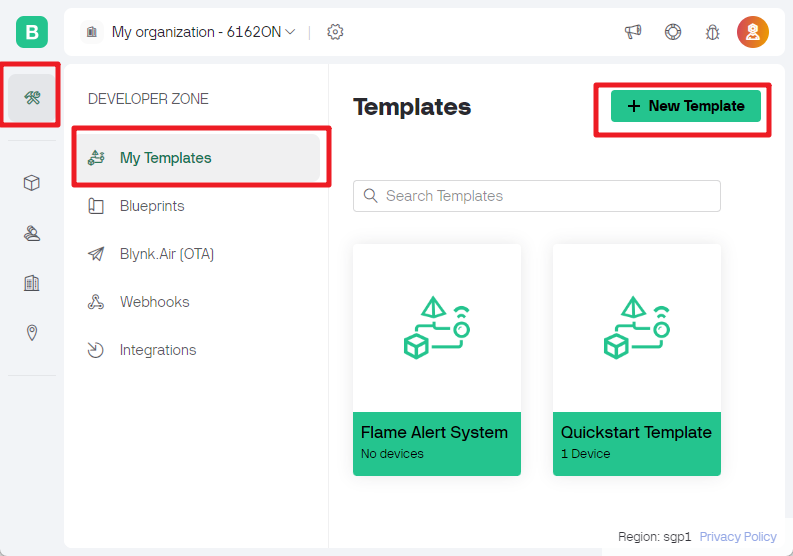 B
My organization - 6162ON
DEVELOPER ZONE
My Templates
Blueprints
Blynk.Air (OTA)
Webhooks
Integrations
Templates
+ New Template
Search Templates
Flame Alert System
No devices
Quickstart Template
1 Device
Region: sgp1 Privacy Policy